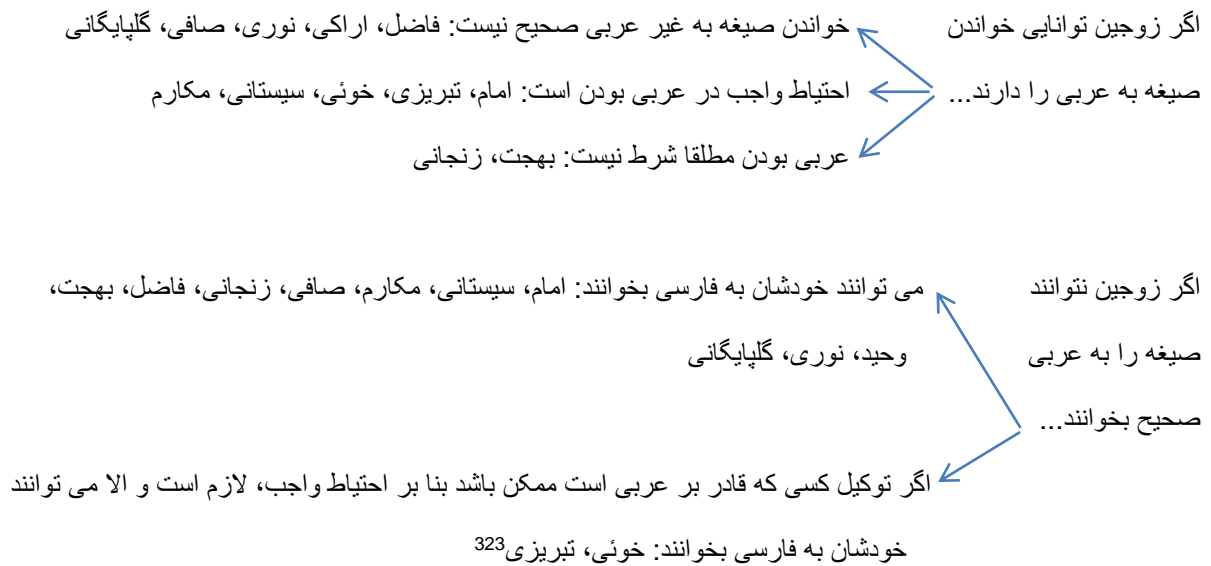 اگر زوجین توانایی خواندن خواندن صیغه به غیر عربی صحیح نیست: فاضل، اراکی، نوری، صافی، گلپایگانی
صیغه به عربی را دارند... احتیاط واجب در عربی بودن است: امام، تبریزی، خوئی، سیستانی، مکارم
عربی بودن مطلقا شرط نیست: بهجت، زنجانی
اگر زوجین نتوانند می توانند خودشان به فارسی بخوانند: امام، سیستانی، مکارم، صافی، زنجانی، فاضل، بهجت،
صیغه را به عربی وحید، نوری، گلپایگانی
صحیح بخوانند...
اگر توکیل کسی که قادر بر عربی است ممکن باشد بنا بر احتیاط واجب، لازم است و الا می توانند
خودشان به فارسی بخوانند: خوئی، تبریزی323